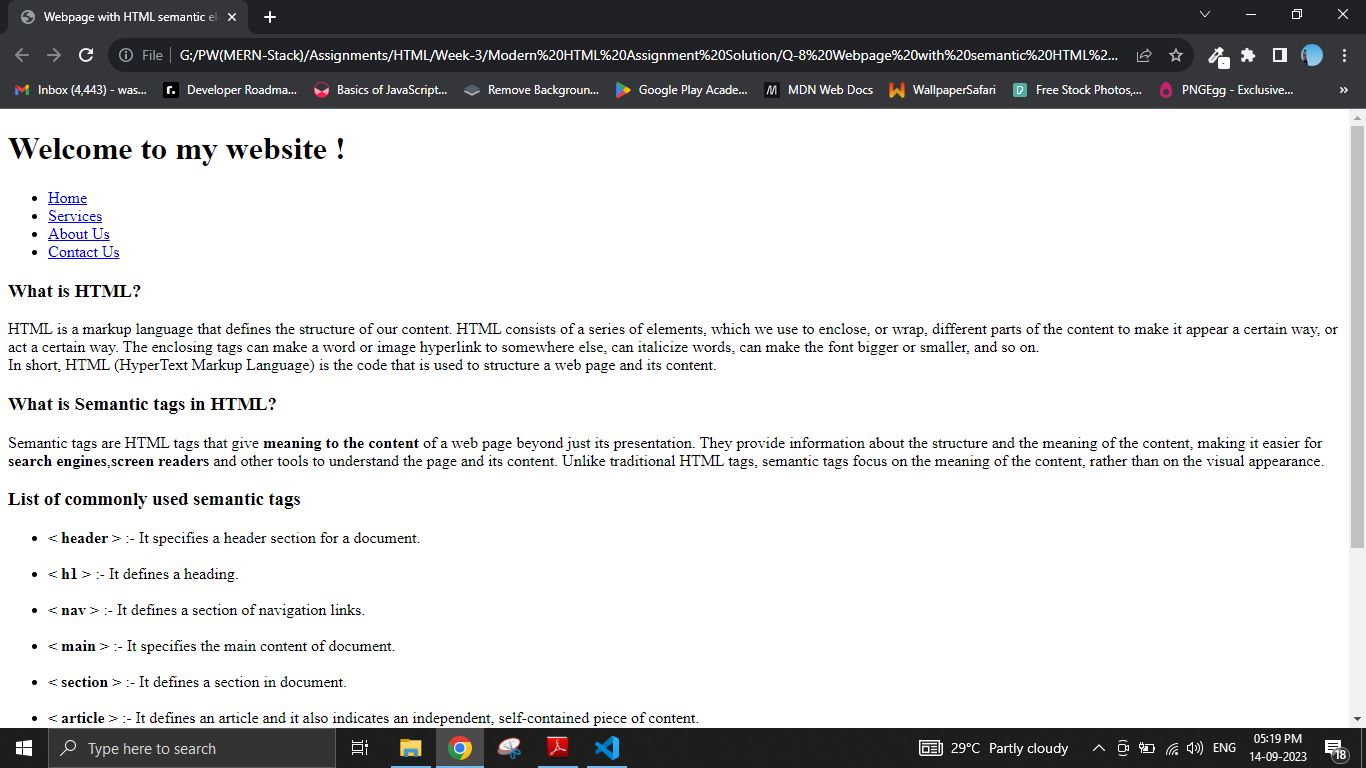 Webpage with HTML semantic el
File
G:/PW(MERN-Stack)/Assignments/HTML/Week-3/Modern%20HTML%20Assignment%20Solution/Q-8%20Webpage%20with%20semantic%20HTML%2...
Inbox (4,443) - was...
Developer Roadma...
Basics of JavaScript...
Remove Backgroun...
Google Play Acade...
MDN Web Docs
WallpaperSafari
Free Stock Photos,...
PNGEgg - Exclusive...
»
Welcome to my website !
• Home
• Services
• About Us
• Contact Us
What is HTML?
HTML is a markup language that defines the structure of our content. HTML consists of a series of elements, which we use to enclose, or wrap, different parts of the content to make it appear a certain way, or
act a certain way. The enclosing tags can make a word or image hyperlink to somewhere else, can italicize words, can make the font bigger or smaller, and so on.
In short, HTML (HyperText Markup Language) is the code that is used to structure a web page and its content.
What is Semantic tags in HTML?
Semantic tags are HTML tags that give meaning to the content of a web page beyond just its presentation. They provide information about the structure and the meaning of the content, making it easier for
search engines,screen readers and other tools to understand the page and its content. Unlike traditional HTML tags, semantic tags focus on the meaning of the content, rather than on the visual appearance.
List of commonly used semantic tags
• < header > :- It specifies a header section for a document.
• < h1 > :- It defines a heading.
• < nav > :- It defines a section of navigation links.
• < main > :- It specifies the main content of document.
• < section > :- It defines a section in document.
• < article > :- It defines an article and it also indicates an independent, self-contained piece of content.
Type here to search
29°C Partly cloudy
ENG
05:19 PM
14-09-2023
18